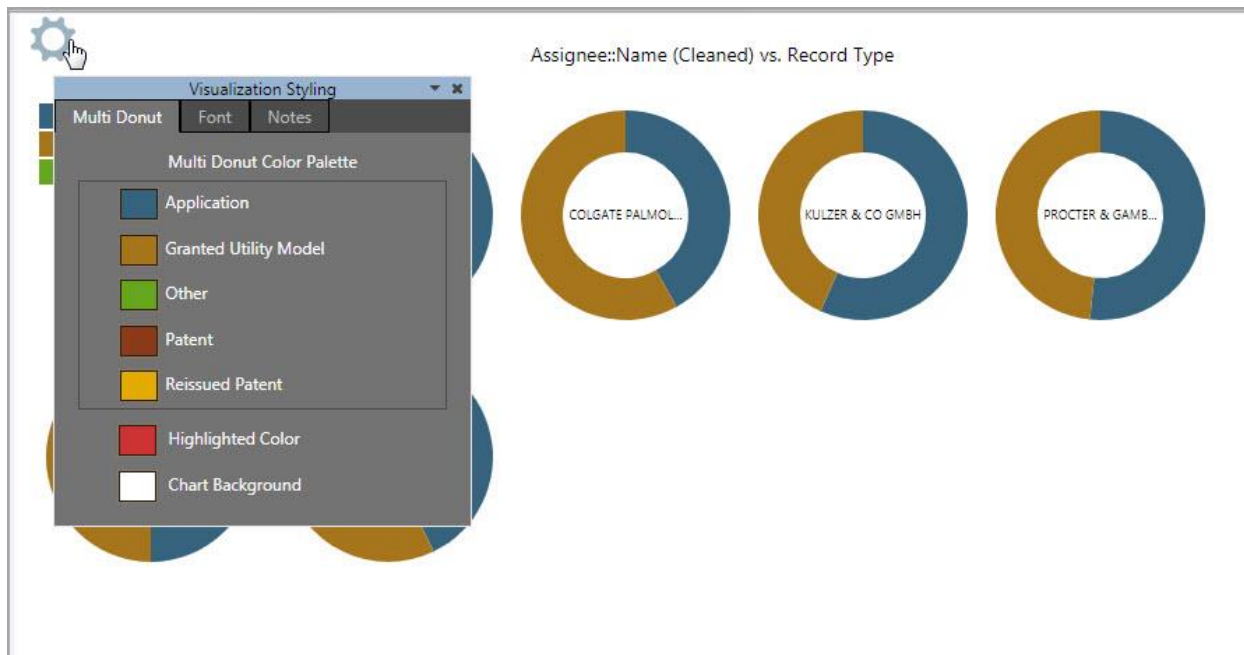 Assignee::Name (Cleaned) vs. Record Type
Visualization Styling
Multi Donut Font Notes
Multi Donut Color Palette
Application
Granted Utility Model
Other
Patent
Reissued Patent
Highlighted Color
Chart Background
COLGATE PALMOL...
KULZER & CO GMBH
PROCTER & GAMB...